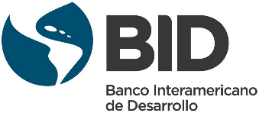 BID
Banco Interamericano
de Desarrollo